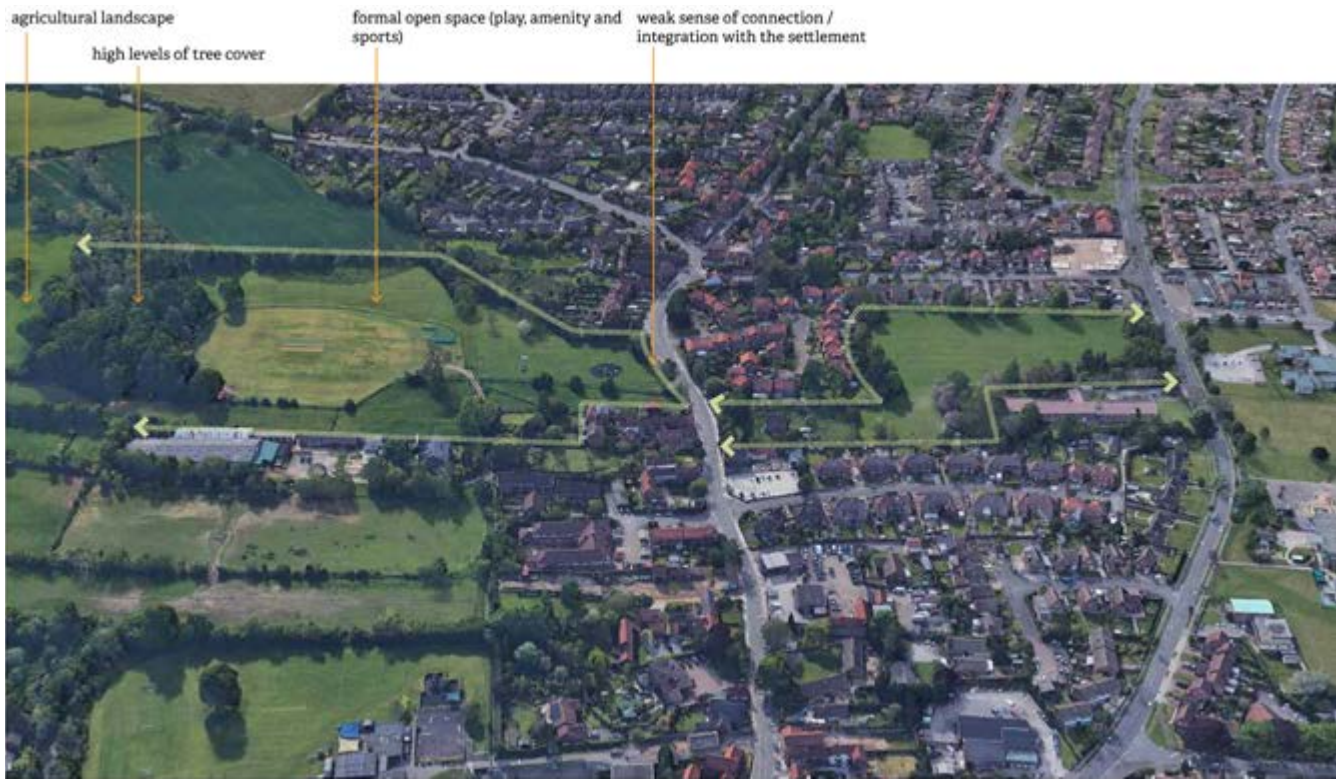 agricultural landscape
high levels of tree cover
formal open space (play, amenity and
sports)
weak sense of connection /
integration with the settlement